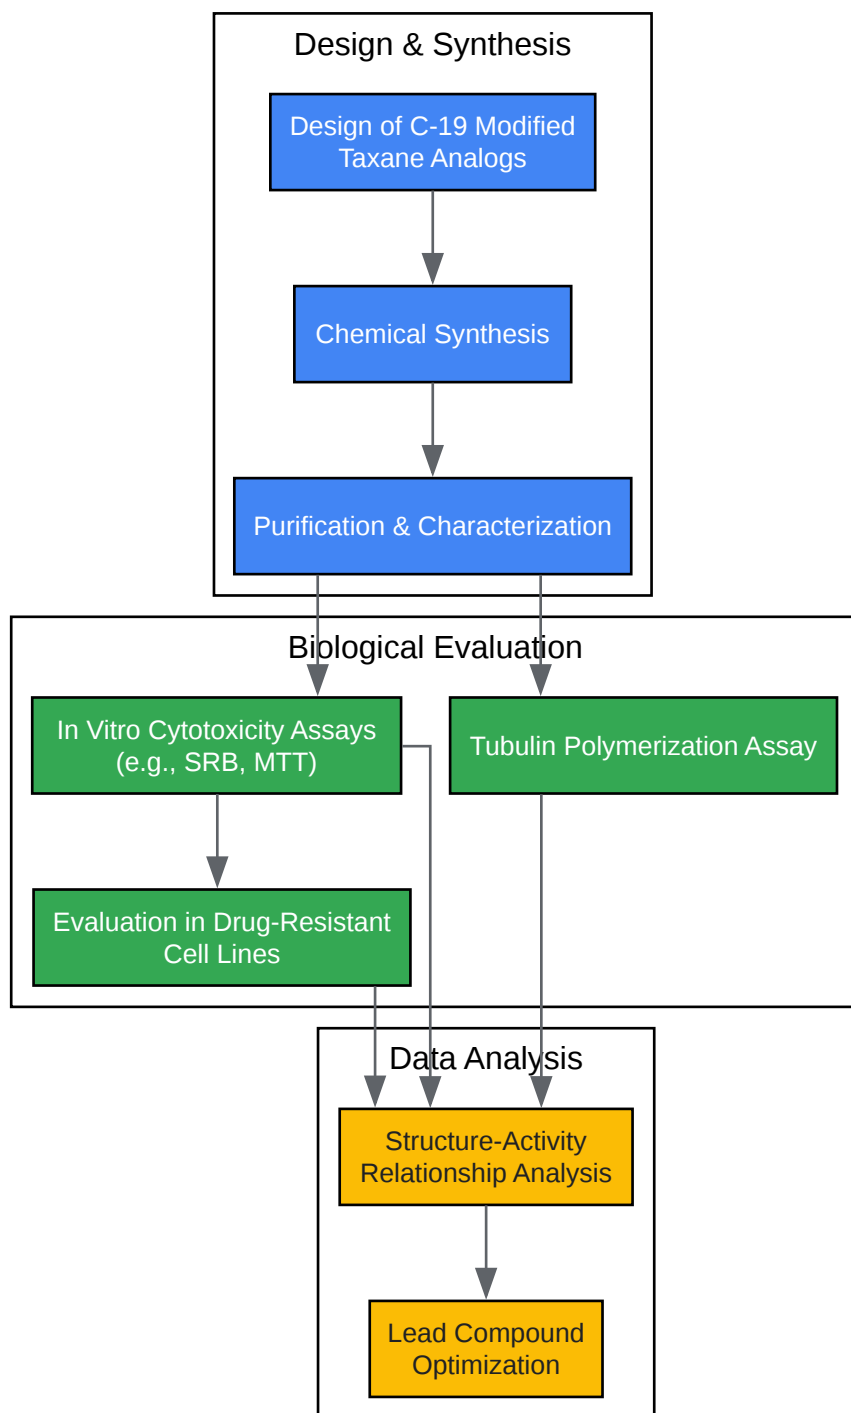 Design & Synthesis
Design of C-19 Modified
Taxane Analogs
Chemical Synthesis
Purification & Characterization
Biological Evaluation
In Vitro Cytotoxicity Assays
(e.g., SRB, MTT)
Tubulin Polymerization Assay
Evaluation in Drug-Resistant
Cell Lines
Data Analysis
Structure-Activity
Relationship Analysis
Lead Compound
Optimization